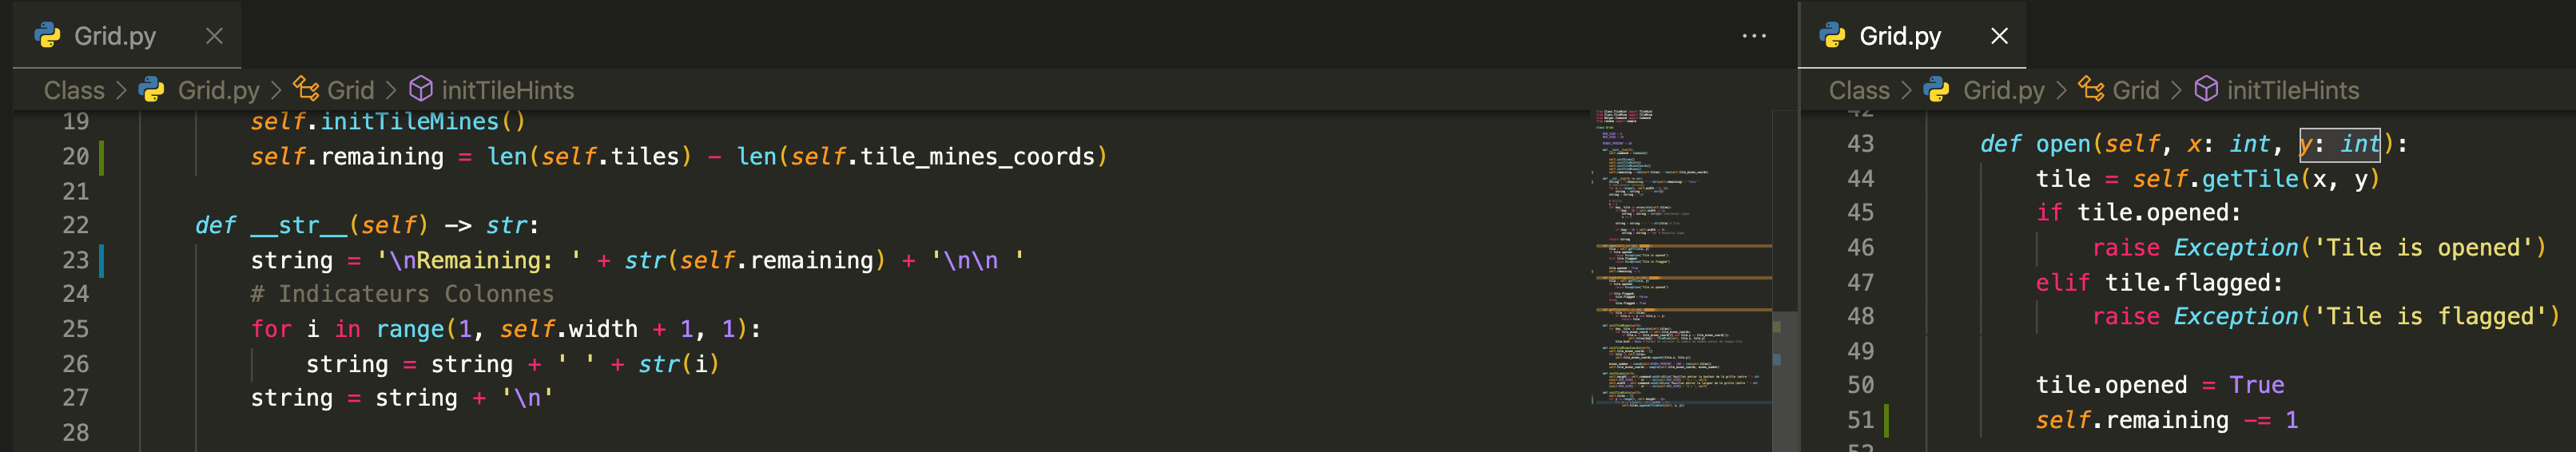 Grid.py
Class > Grid.py > Grid > initTileHints
19 self.initTileMines()
20 self.remaining = len(self.tiles) - len(self.tile_mines_coords)
21
22 def __str__(self) -> str:
23 string = '\nRemaining: ' + str(self.remaining) + '\n\n '
24 # Indicateurs Colonnes
25 for i in range(1, self.width + 1, 1):
26 string = string + ' ' + str(i)
27 string = string + '\n'
28
Grid.py
Class > Grid.py > Grid > initTileHints
42
43 def open(self, x: int, y: int):
44 tile = self.getTile(x, y)
45 if tile.opened:
46 raise Exception('Tile is opened')
47 elif tile.flagged:
48 raise Exception('Tile is flagged')
49
50 tile.opened = True
51 self.remaining -= 1
52